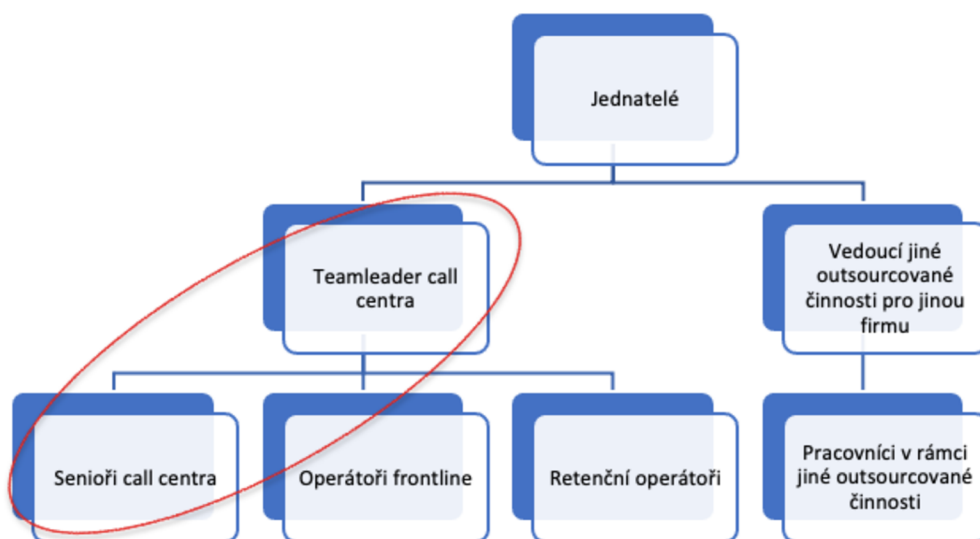 Jednatelé
Teamleader call
centra
Vedoucí jiné
outsourcované
činnosti pro jinou
firmu
Senioři call centra
Operátoři frontline
Retenční operátoři
Pracovníci v rámci
jiné outsourcované
činnosti